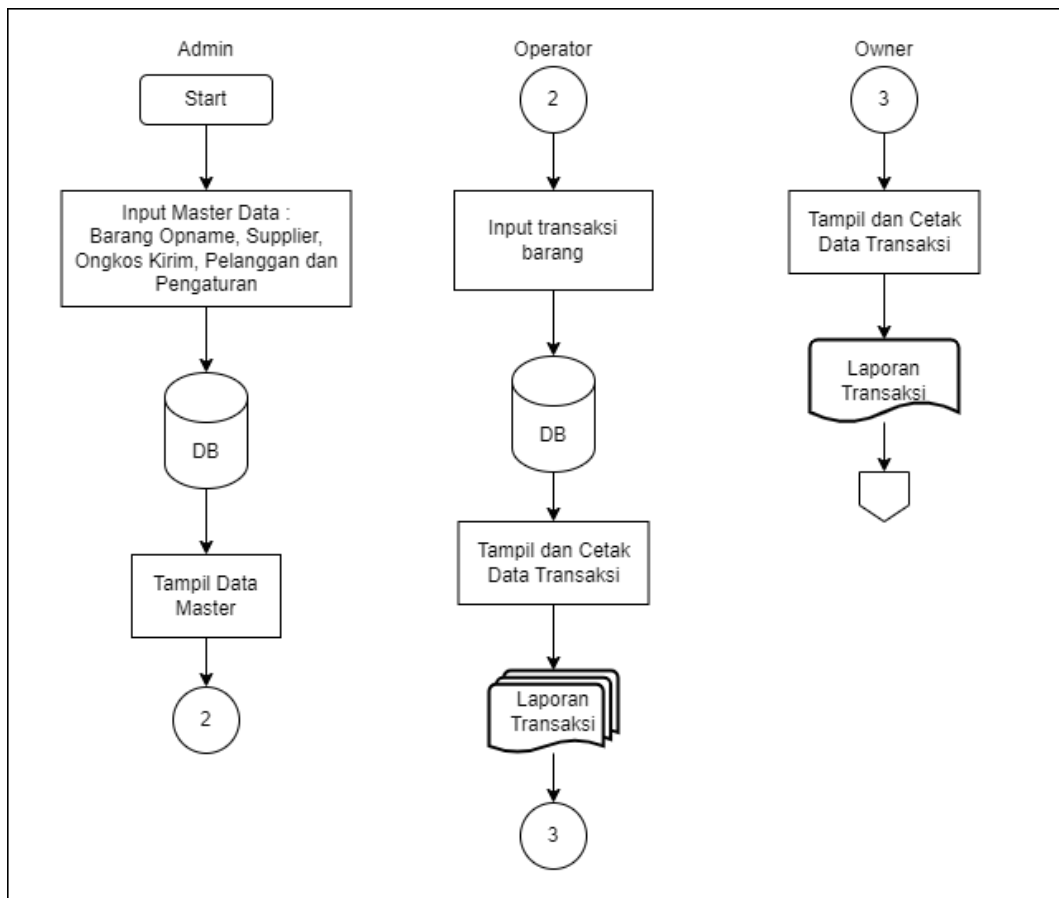 Admin
Start
Input Master Data :
Barang Opname, Supplier,
Ongkos Kirim, Pelanggan dan
Pengaturan
DB
Tampil Data
Master
2
Operator
2
Input transaksi
barang
DB
Tampil dan Cetak
Data Transaksi
Laporan
Transaksi
3
Owner
3
Tampil dan Cetak
Data Transaksi
Laporan
Transaksi